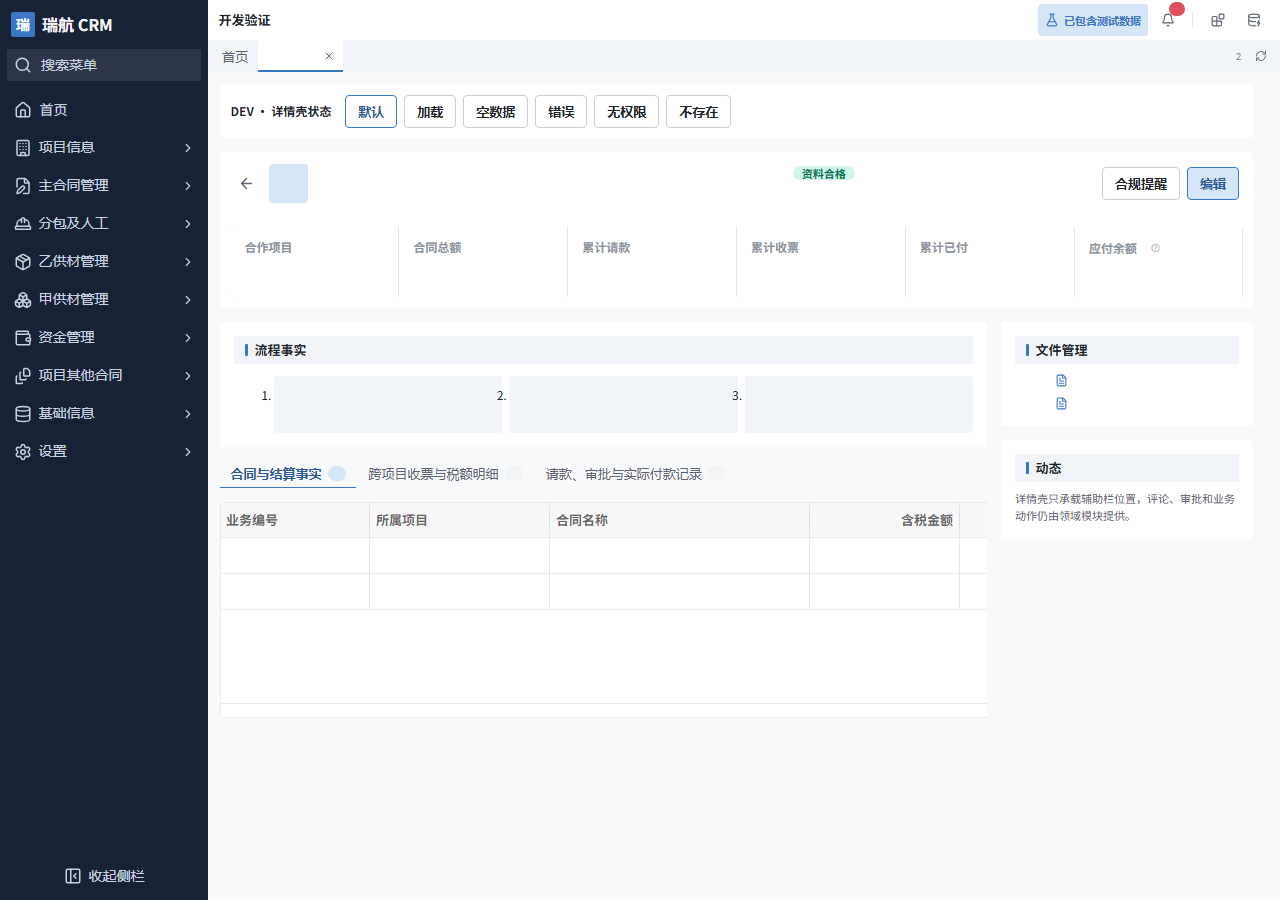 瑞 瑞航 CRM
搜索菜单
首页
项目信息
主合同管理
分包及人工
乙供材管理
甲供材管理
资金管理
项目其他合同
基础信息
设置
收起侧栏
开发验证
已包含测试数据
首页
2
DEV · 详情壳状态 默认 加载 空数据 错误 无权限 不存在
资料合格
合规提醒 编辑
合作项目 合同总额 累计请款 累计收票 累计已付 应付余额
流程事实
1. 2. 3.
合同与结算事实 跨项目收票与税额明细 请款、审批与实际付款记录
业务编号 所属项目 合同名称 含税金额
文件管理
动态
详情壳只承载辅助栏位置，评论、审批和业务
动作仍由领域模块提供。